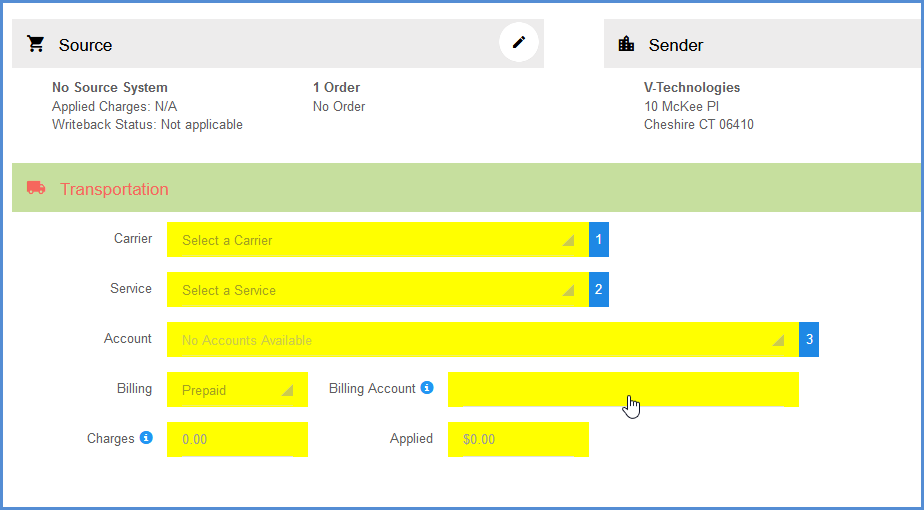 Source
Sender
No Source System
1 Order
V-Technologies
Applied Charges: N/A
No Order
10 McKee Pl
Writeback Status: Not applicable
Cheshire CT 06410
Transportation
Carrier Select a Carrier 1
Service Select a Service 2
Account No Accounts Available 3
Billing Prepaid Billing Account
Charges 0.00 Applied $0.00